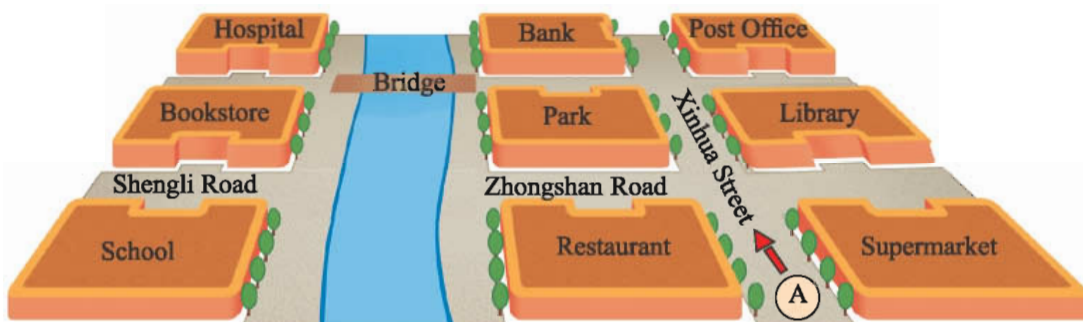 Hospital
Bank
Post Office
Bridge
Bookstore
Park
Library
Xinhua Street
Shengli Road
Zhongshan Road
School
Restaurant
Supermarket
A